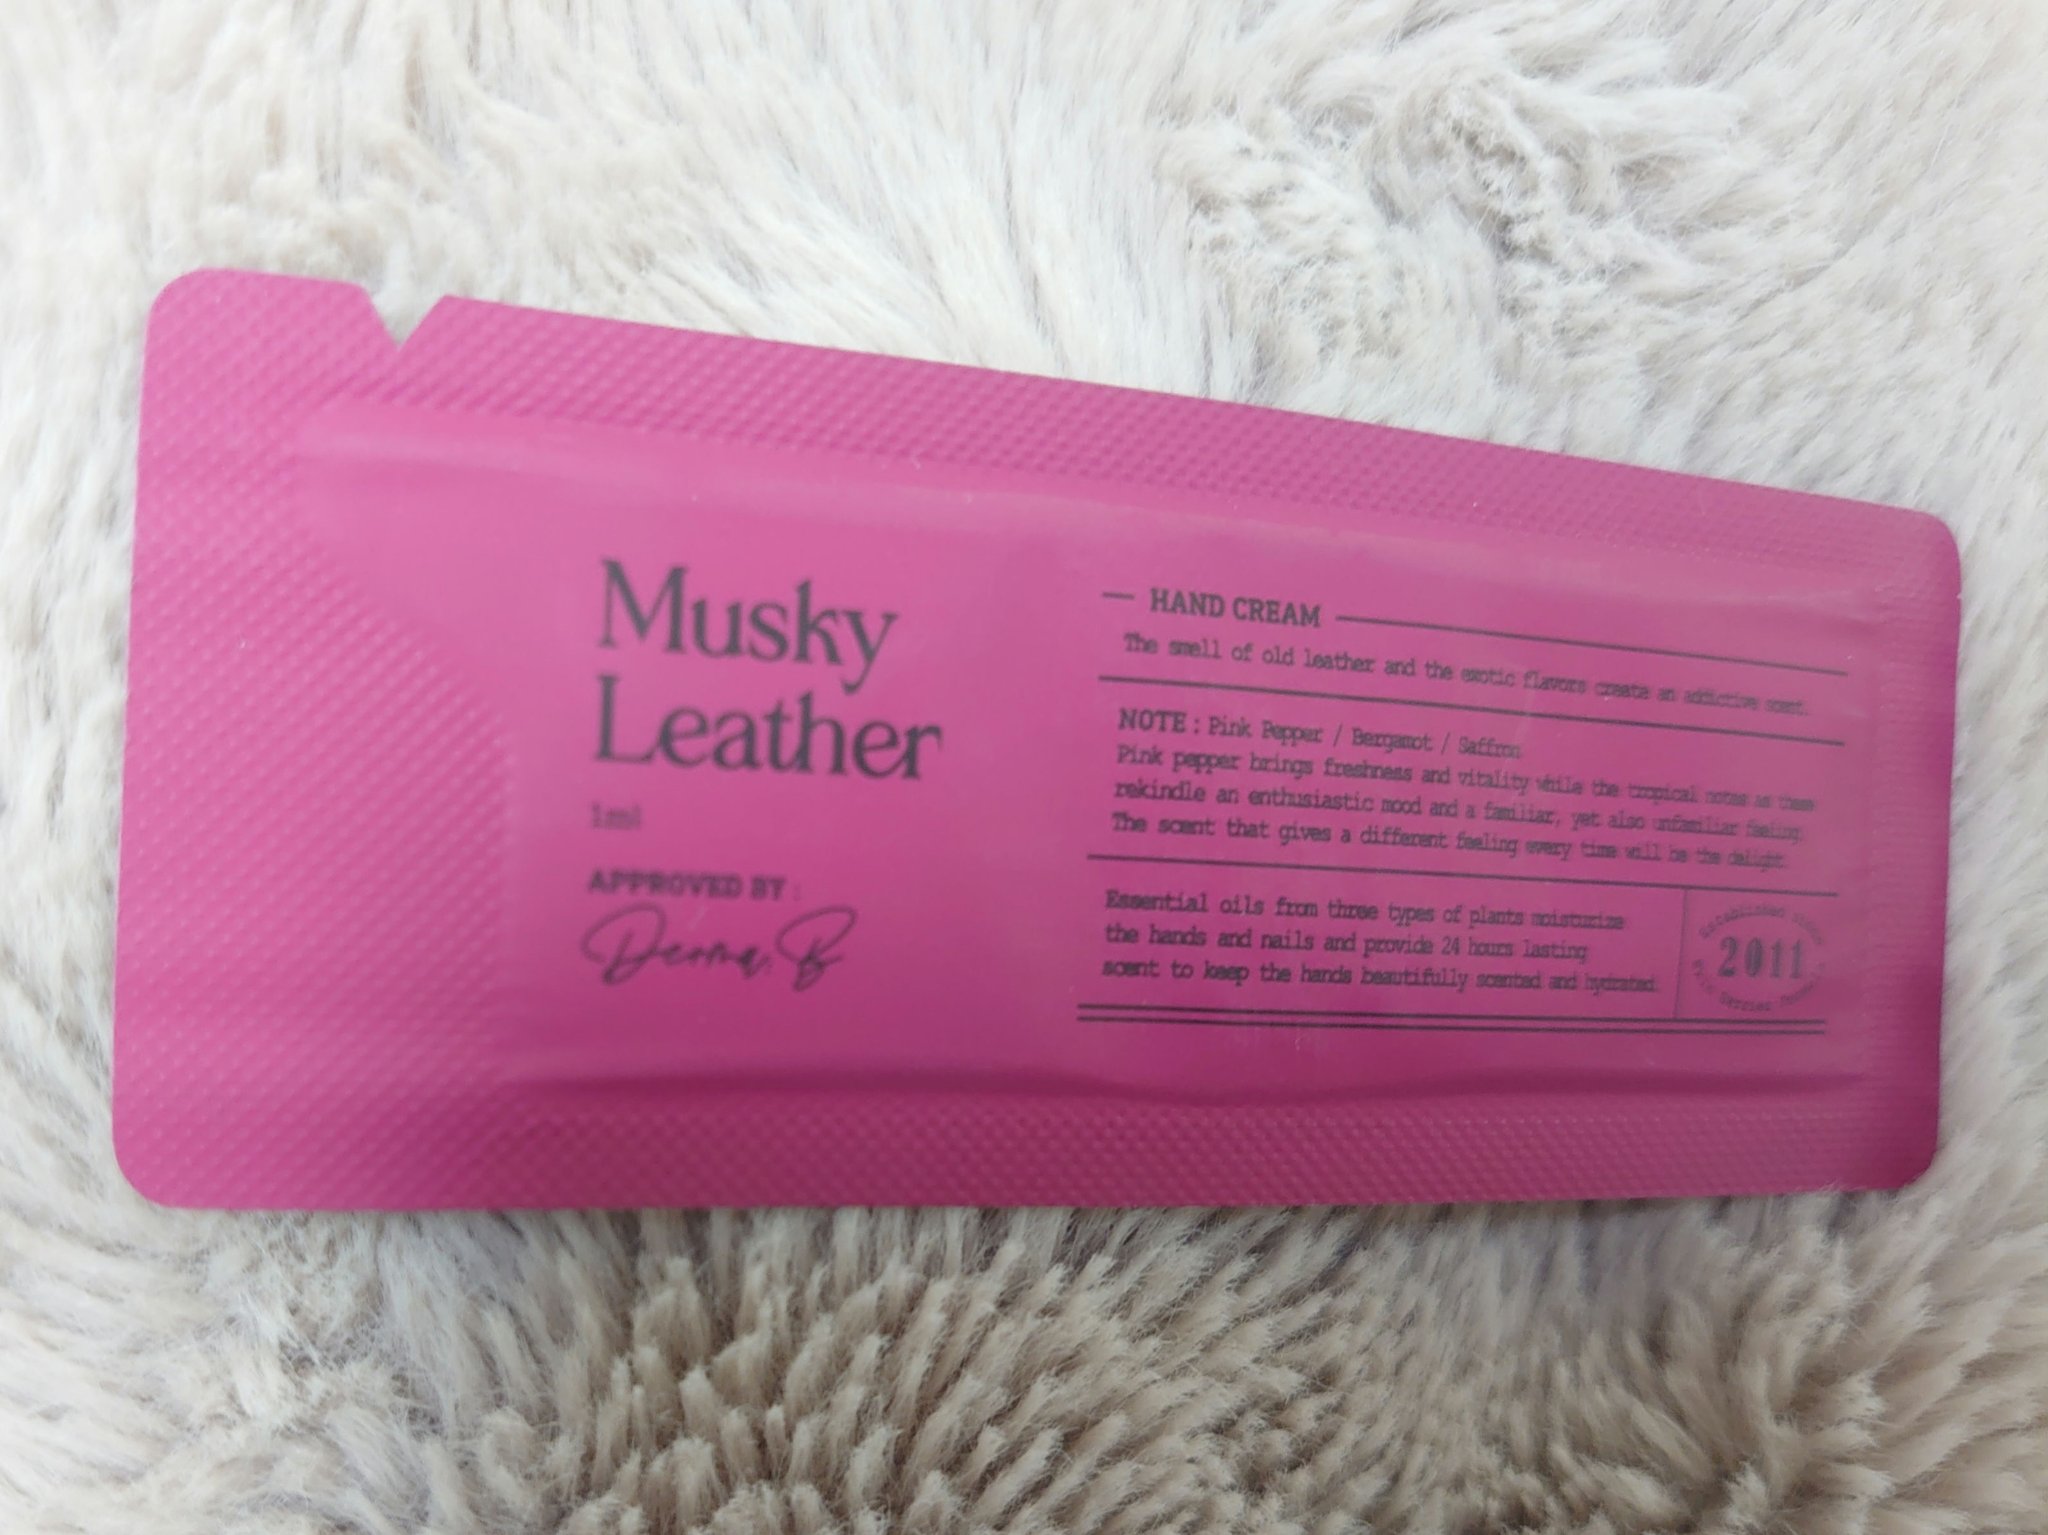 Musky
Leather
1ml
APPROVED BY :
Derma:B
HAND CREAM
The smell of old leather and the exotic flavors create an addictive scent.
NOTE : Pink Pepper / Bergamot / Saffron
Pink pepper brings freshness and vitality while the tropical notes as these
rekindle an enthusiastic mood and a familiar, yet also unfamiliar feeling.
The scent that gives a different feeling every time will be the delight.
Essential oils from three types of plants moisturize
the hands and nails and provide 24 hours lasting
scent to keep the hands beautifully scented and hydrated.
Established
2011